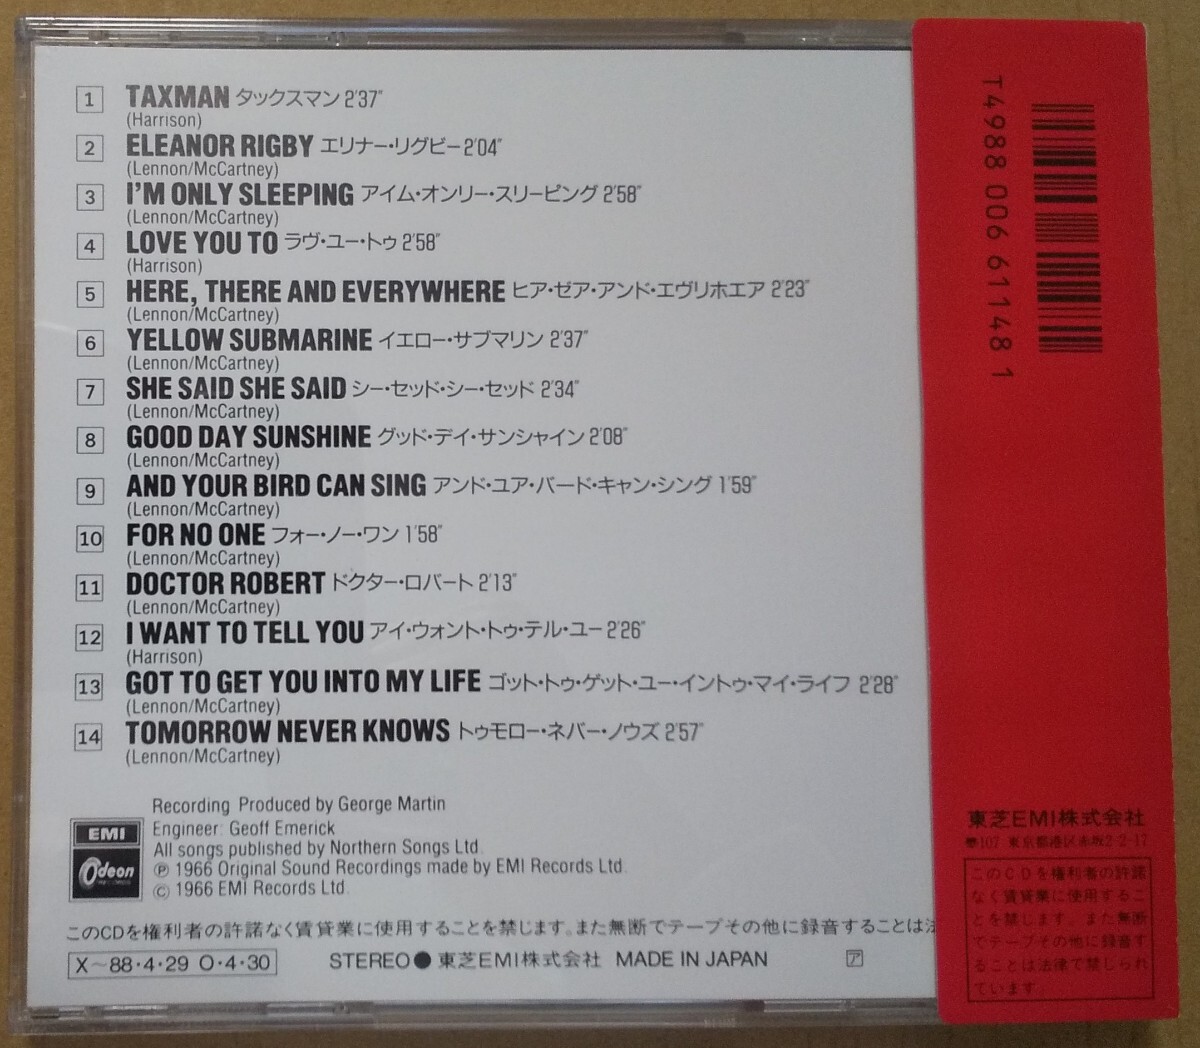 1 TAXMAN タックスマン 2'37"
(Harrison)
2 ELEANOR RIGBY エリナー・リグビー 2'04"
(Lennon/McCartney)
3 I'M ONLY SLEEPING アイム・オンリー・スリーピング 2'58"
(Lennon/McCartney)
4 LOVE YOU TO ラヴ・ユー・トゥ 2'58"
(Harrison)
5 HERE, THERE AND EVERYWHERE ヒア・ゼア・アンド・エヴリホエア 2'23"
(Lennon/McCartney)
6 YELLOW SUBMARINE イエロー・サブマリン 2'37"
(Lennon/McCartney)
7 SHE SAID SHE SAID シー・セッド・シー・セッド 2'34"
(Lennon/McCartney)
8 GOOD DAY SUNSHINE グッド・デイ・サンシャイン 2'08"
(Lennon/McCartney)
9 AND YOUR BIRD CAN SING アンド・ユア・バード・キャン・シング 1'59"
(Lennon/McCartney)
10 FOR NO ONE フォー・ノー・ワン 1'58"
(Lennon/McCartney)
11 DOCTOR ROBERT ドクター・ロバート 2'13"
(Lennon/McCartney)
12 I WANT TO TELL YOU アイ・ウォント・トゥ・テル・ユー 2'26"
(Harrison)
13 GOT TO GET YOU INTO MY LIFE ゴット・トゥ・ゲット・ユー・イントゥ・マイ・ライフ 2'28"
(Lennon/McCartney)
14 TOMORROW NEVER KNOWS トゥモロー・ネバー・ノウズ 2'57"
(Lennon/McCartney)
Recording Produced by George Martin
Engineer: Geoff Emerick
All songs published by Northern Songs Ltd.
Ⓟ 1966 Original Sound Recordings made by EMI Records Ltd.
© 1966 EMI Records Ltd.
EMI
Odeon
このCDを権利者の許諾なく賃貸業に使用することを禁じます。また無断でテープその他に録音することは法
X〜88・4・29 O・4・30
STEREO● 東芝EMI株式会社 MADE IN JAPAN
ア
T4988 006 61148 1
東芝EMI株式会社
〠107 東京都港区赤坂2-2-17
このCDを権利者の許諾
なく賃貸業に使用するこ
とを禁じます。また無断
でテープその他に録音す
ることは法律で禁じられ
ています。